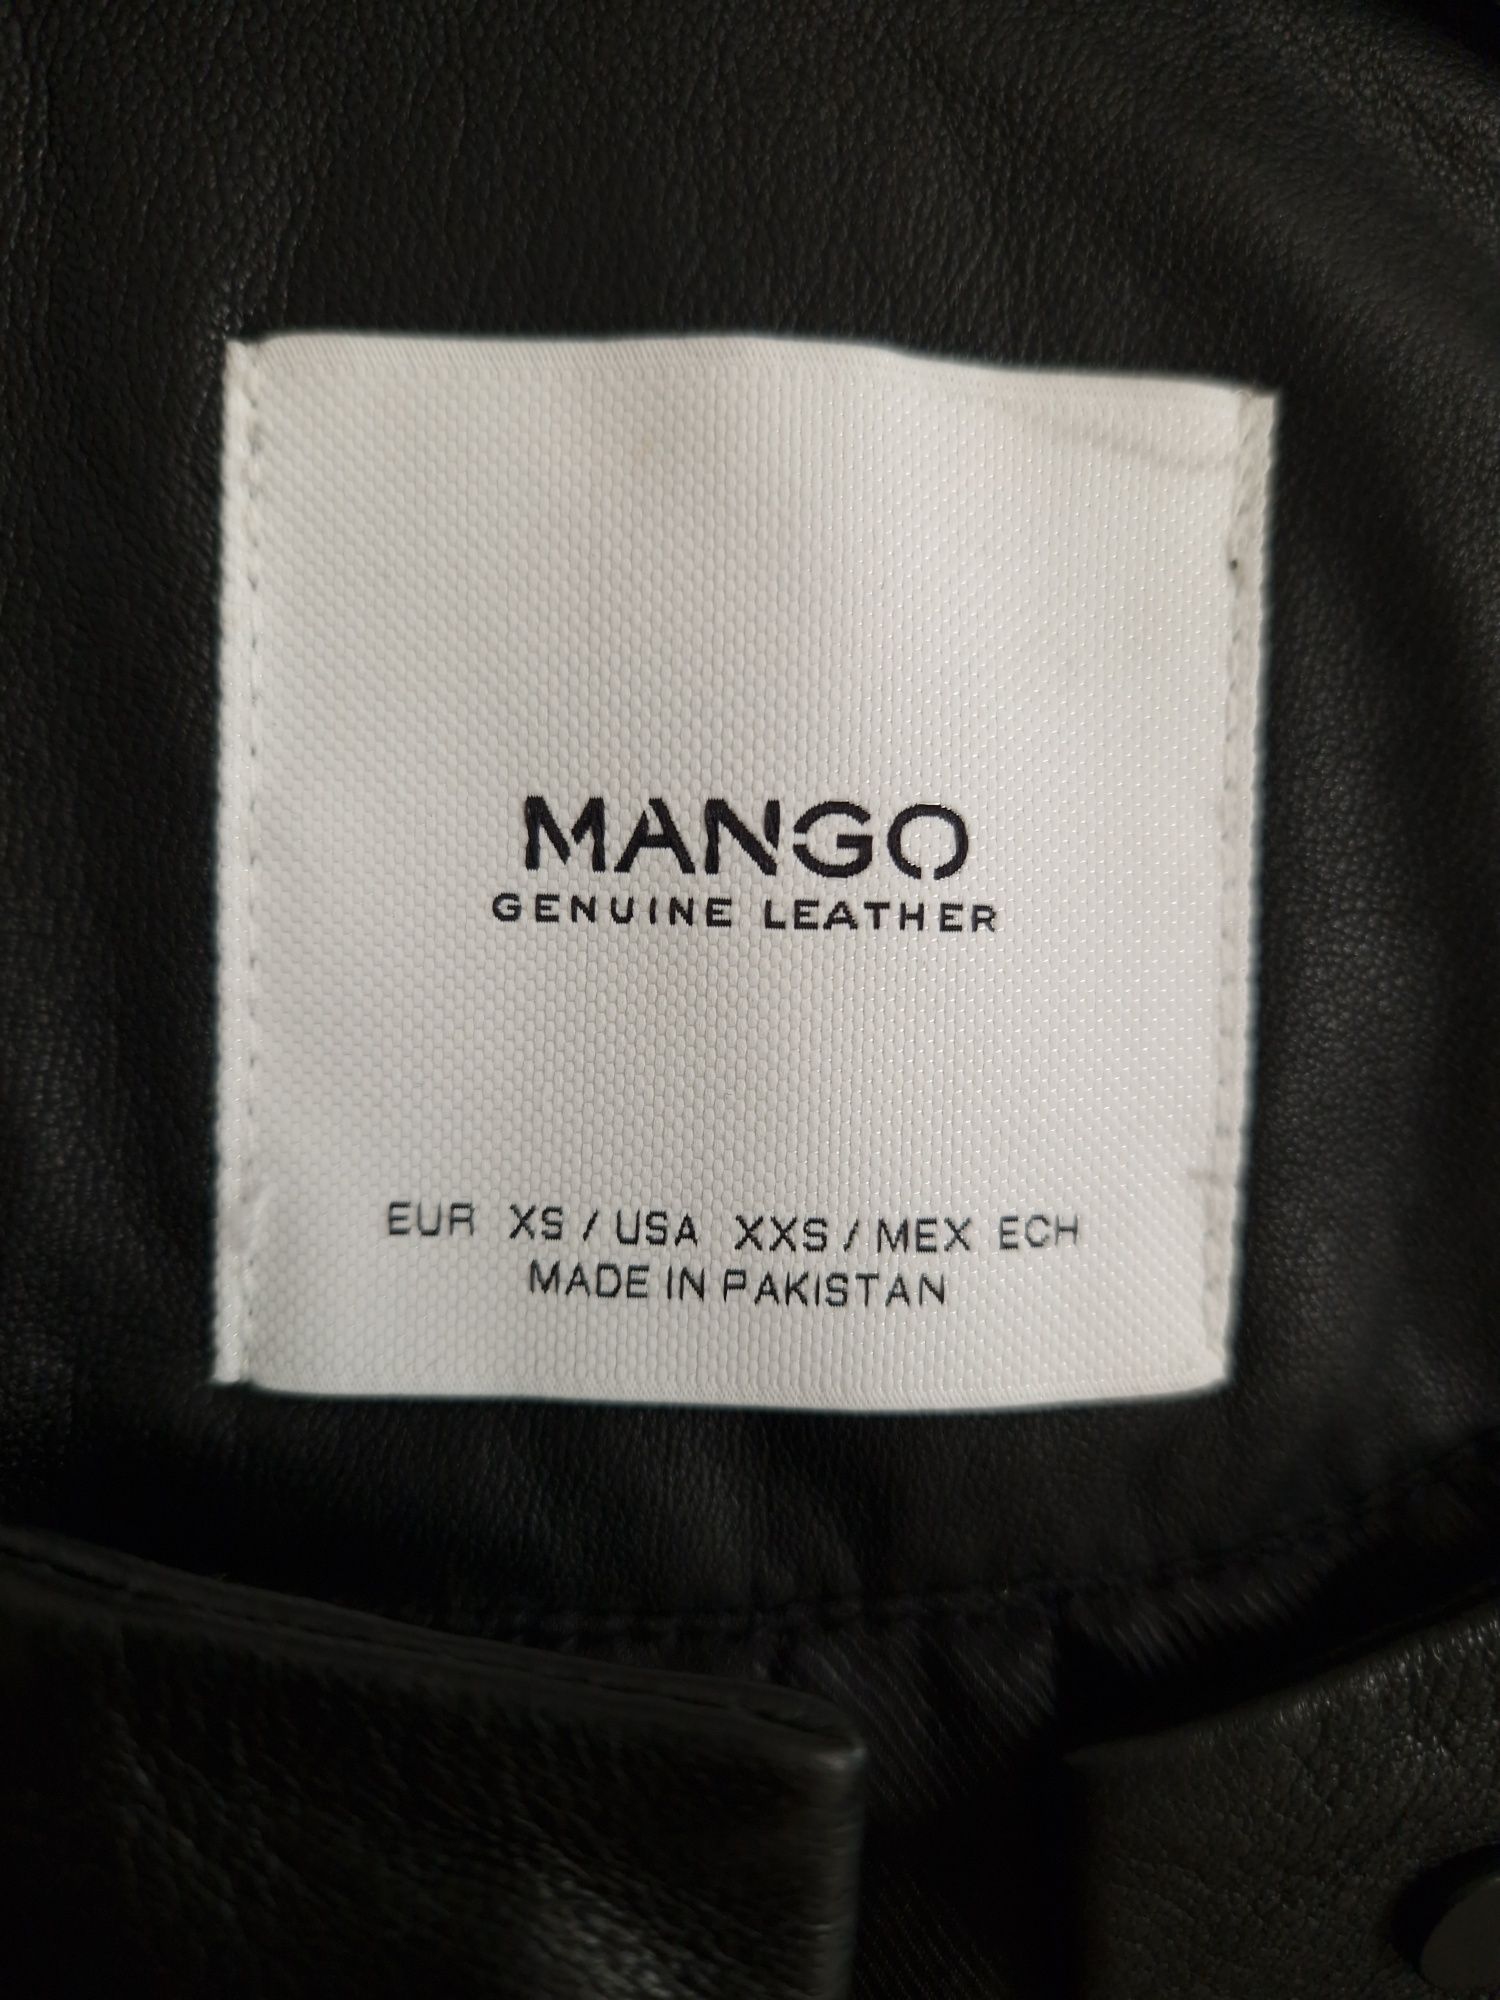 MANGO
GENUINE LEATHER
EUR XS / USA XXS / MEX ECH
MADE IN PAKISTAN